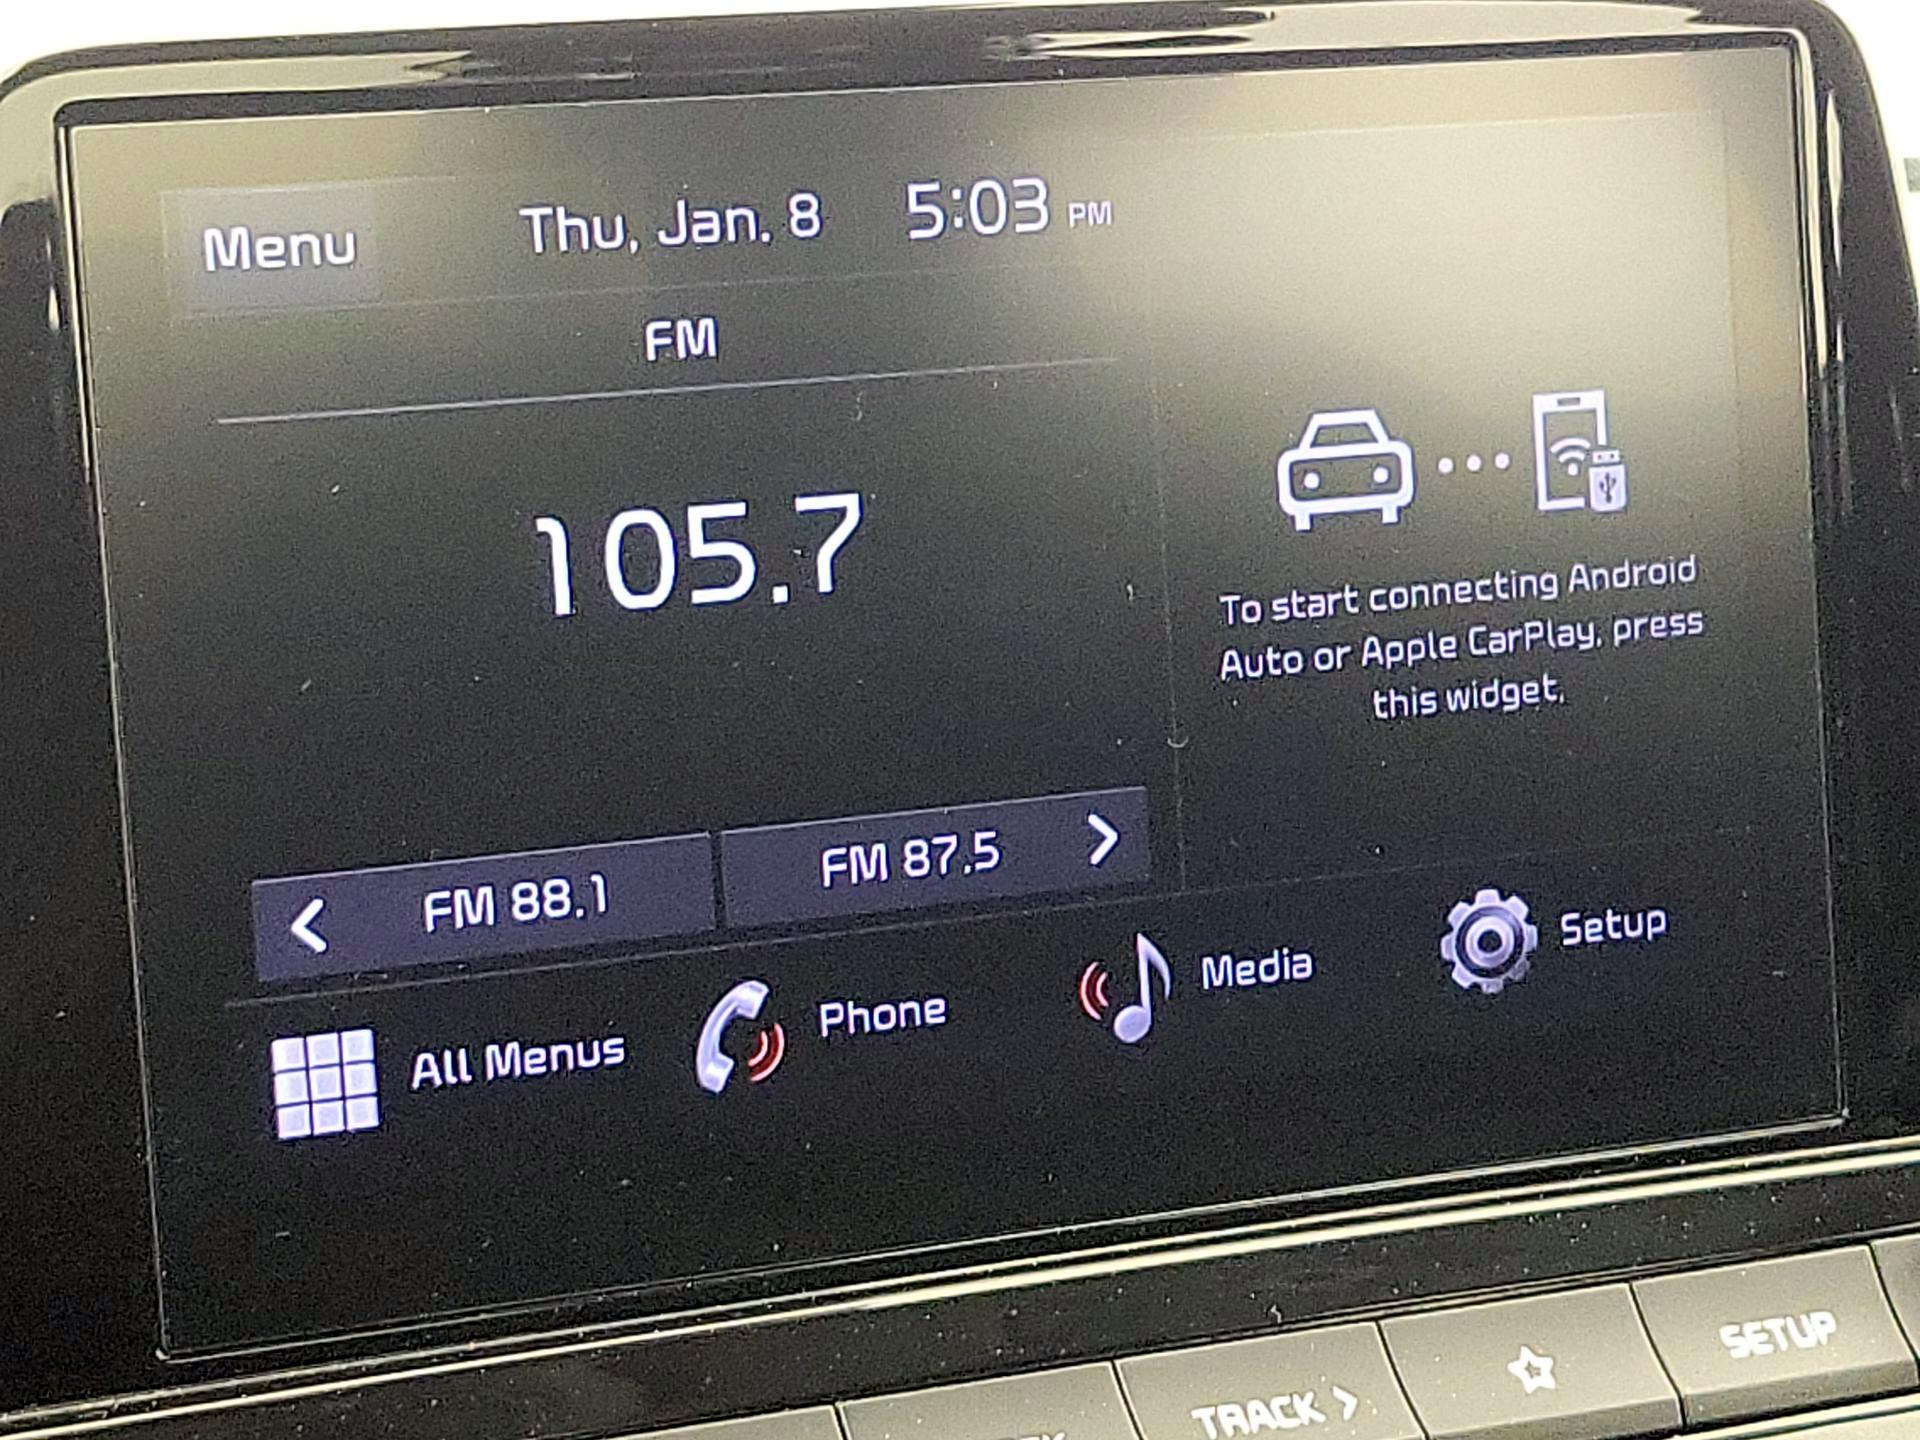 Menu
Thu, Jan. 8
5:03 PM
FM
105.7
To start connecting Android
Auto or Apple CarPlay, press
this widget.
FM 88.1
FM 87.5
All Menus
Phone
Media
Setup
TRACK
SETUP